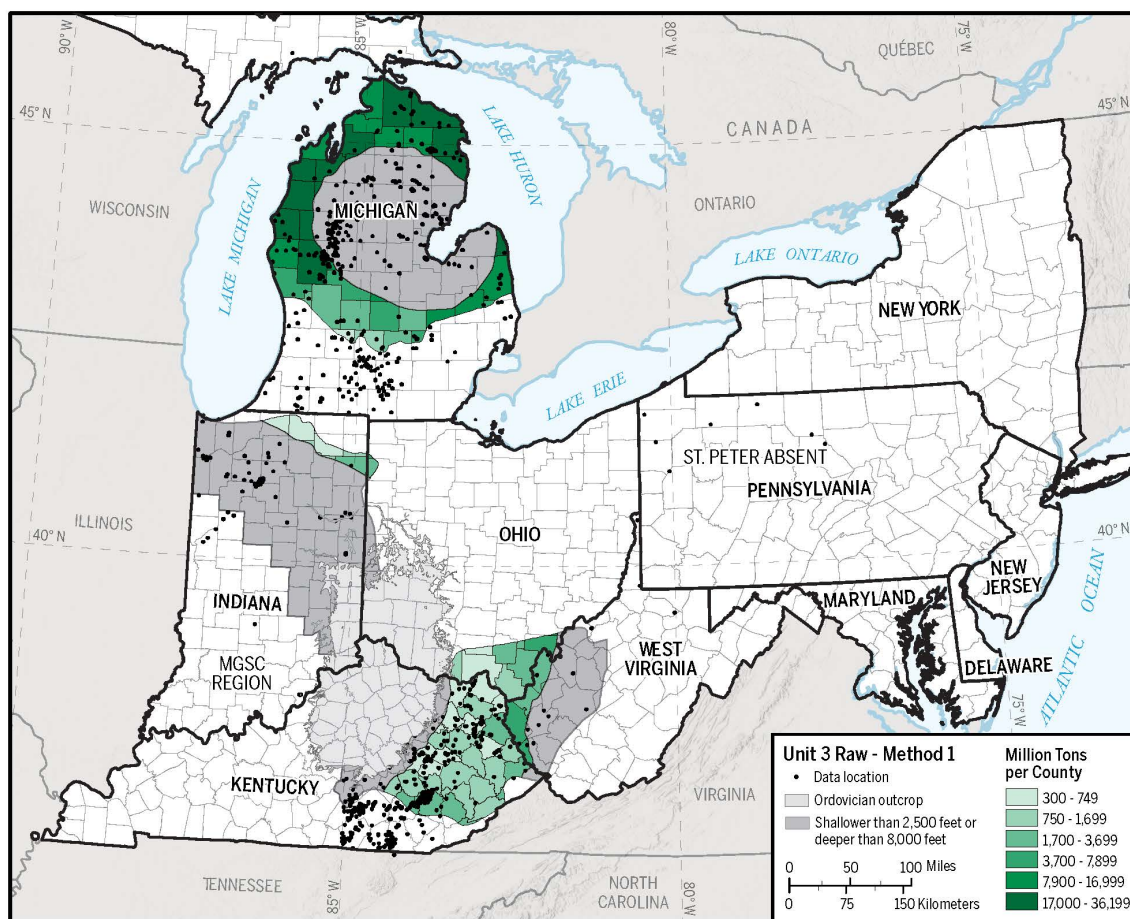 90° W
85° W
80° W
75° W
QUÉBEC
45° N
45° N
CANADA
LAKE HURON
WISCONSIN
ONTARIO
MICHIGAN
LAKE MICHIGAN
LAKE ONTARIO
NEW YORK
LAKE ERIE
ST. PETER ABSENT
PENNSYLVANIA
ILLINOIS
40° N
OHIO
40° N
NEW
JERSEY
MARYLAND
INDIANA
WEST
VIRGINIA
DELAWARE
MGSC
REGION
ATLANTIC OCEAN
75° W
KENTUCKY
VIRGINIA
TENNESSEE
85° W
NORTH
CAROLINA
80° W
Unit 3 Raw - Method 1
Data location
Ordovician outcrop
Shallower than 2,500 feet or
deeper than 8,000 feet
0 50 100 Miles
0 75 150 Kilometers
Million Tons
per County
300 - 749
750 - 1,699
1,700 - 3,699
3,700 - 7,899
7,900 - 16,999
17,000 - 36,199